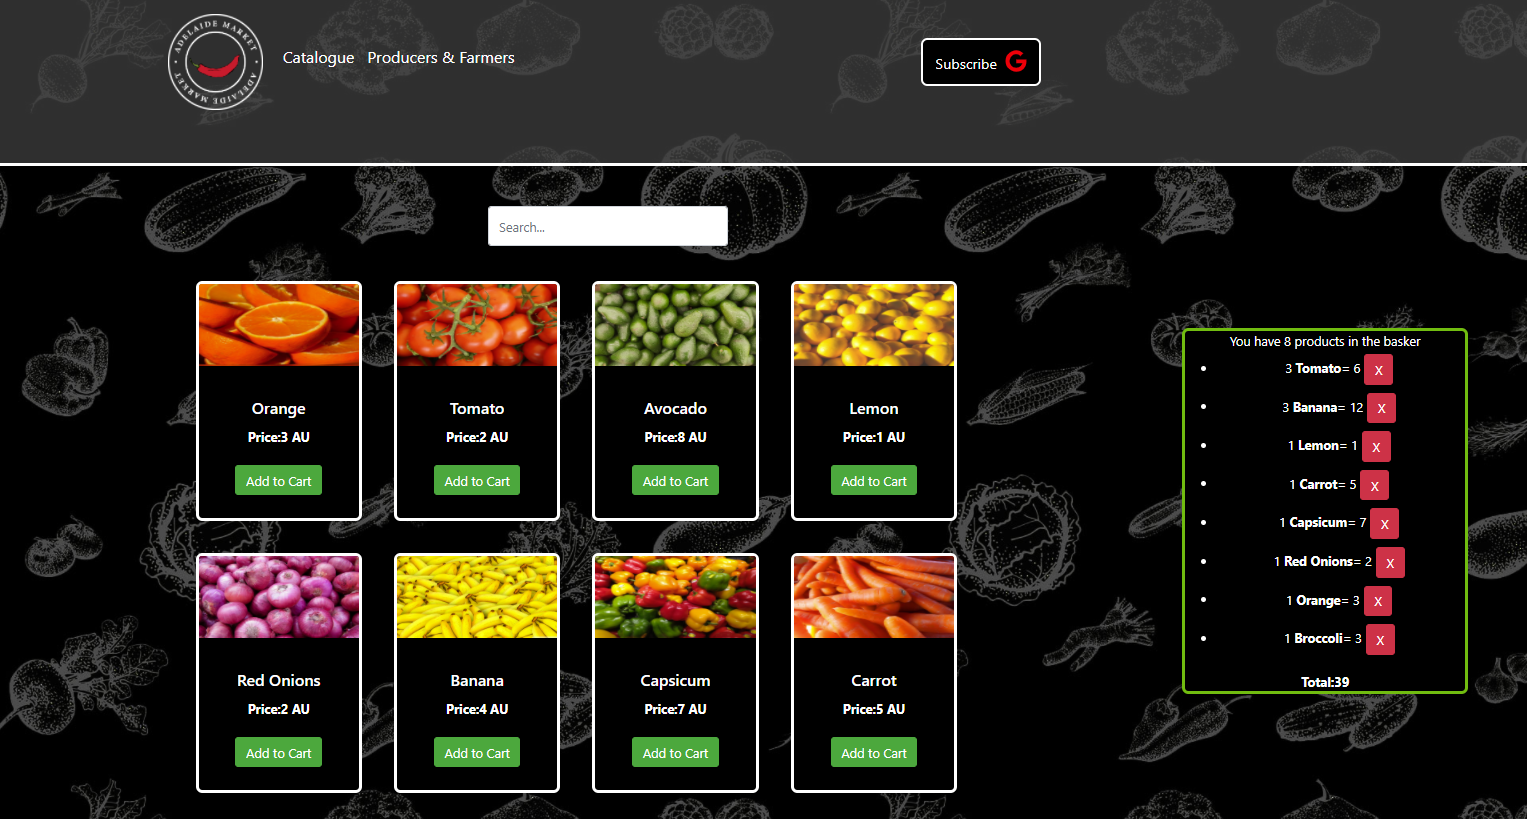 ADELAIDE MARKET • ADELAIDE MARKET •
Catalogue Producers & Farmers
Subscribe G
Search...
Orange
Price:3 AU
Add to Cart
Tomato
Price:2 AU
Add to Cart
Avocado
Price:8 AU
Add to Cart
Lemon
Price:1 AU
Add to Cart
Red Onions
Price:2 AU
Add to Cart
Banana
Price:4 AU
Add to Cart
Capsicum
Price:7 AU
Add to Cart
Carrot
Price:5 AU
Add to Cart
You have 8 products in the basker
3 Tomato= 6 X
3 Banana= 12 X
1 Lemon= 1 X
1 Carrot= 5 X
1 Capsicum= 7 X
1 Red Onions= 2 X
1 Orange= 3 X
1 Broccoli= 3 X
Total:39